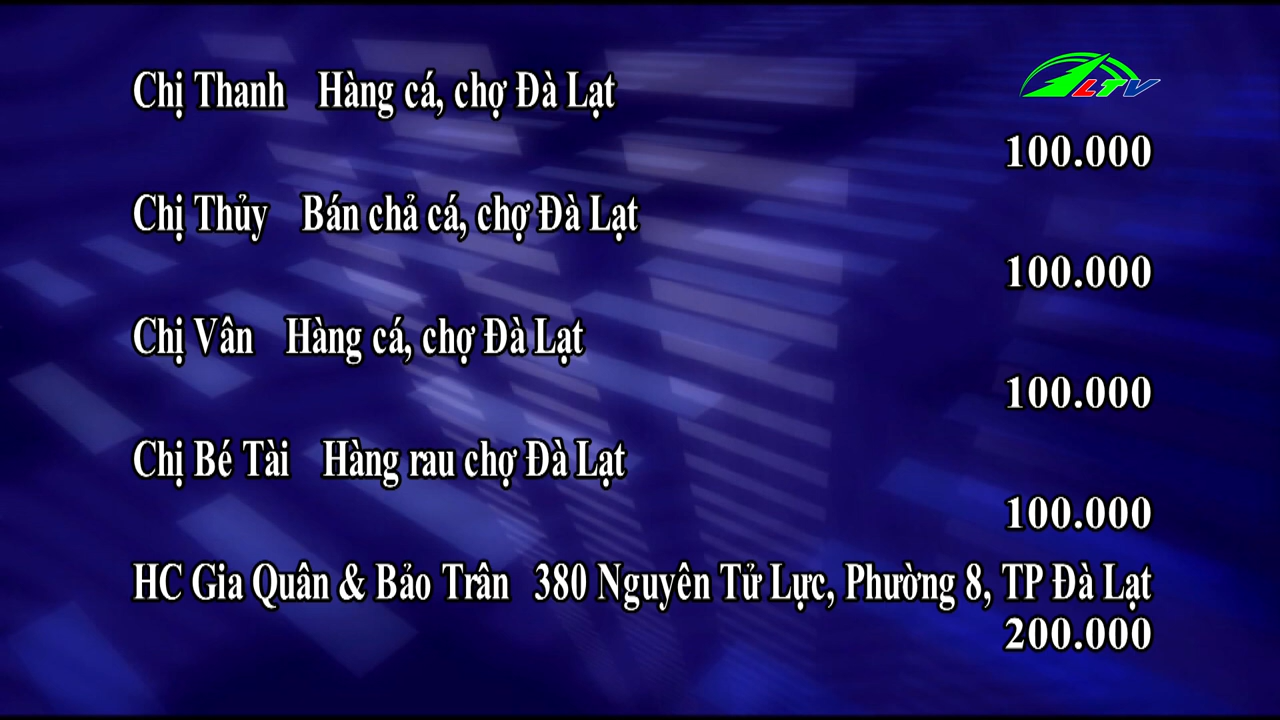 LTV
Chị Thanh Hàng cá, chợ Đà Lạt
100.000
Chị Thủy Bán chả cá, chợ Đà Lạt
100.000
Chị Vân Hàng cá, chợ Đà Lạt
100.000
Chị Bé Tài Hàng rau chợ Đà Lạt
100.000
HC Gia Quân & Bảo Trân 380 Nguyên Tử Lực, Phường 8, TP Đà Lạt
200.000